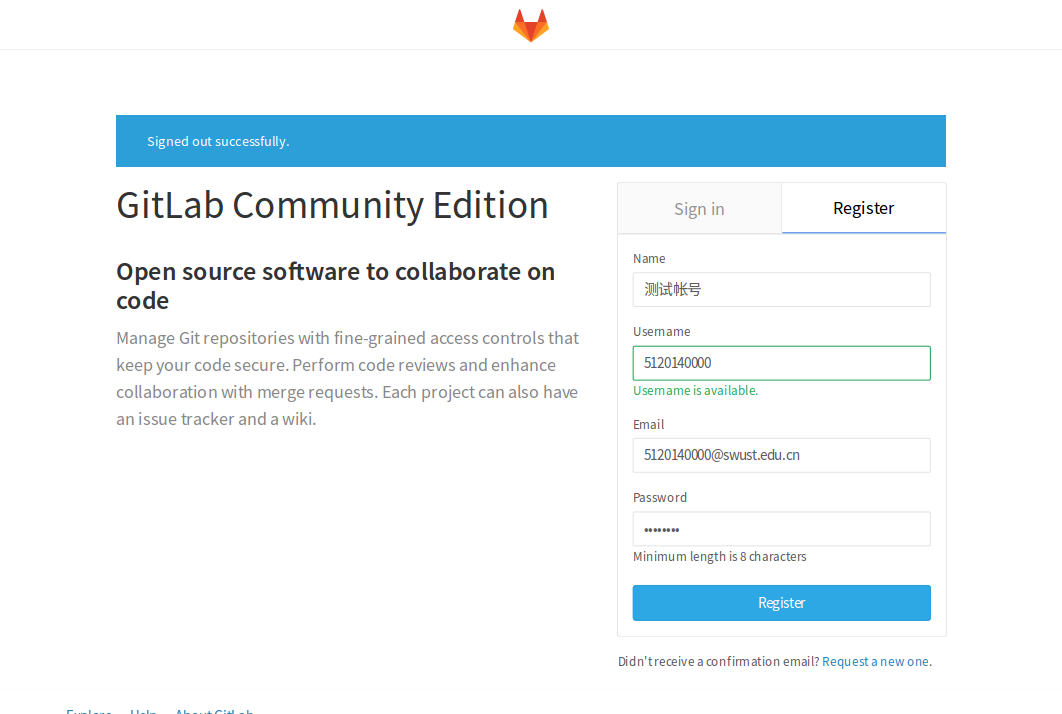 Signed out successfully.
GitLab Community Edition
Open source software to collaborate on
code
Manage Git repositories with fine-grained access controls that
keep your code secure. Perform code reviews and enhance
collaboration with merge requests. Each project can also have
an issue tracker and a wiki.
Sign in
Register
Name
测试帐号
Username
5120140000
Username is available.
Email
5120140000@swust.edu.cn
Password
••••••••
Minimum length is 8 characters
Register
Didn't receive a confirmation email? Request a new one.
Explore Help About GitLab